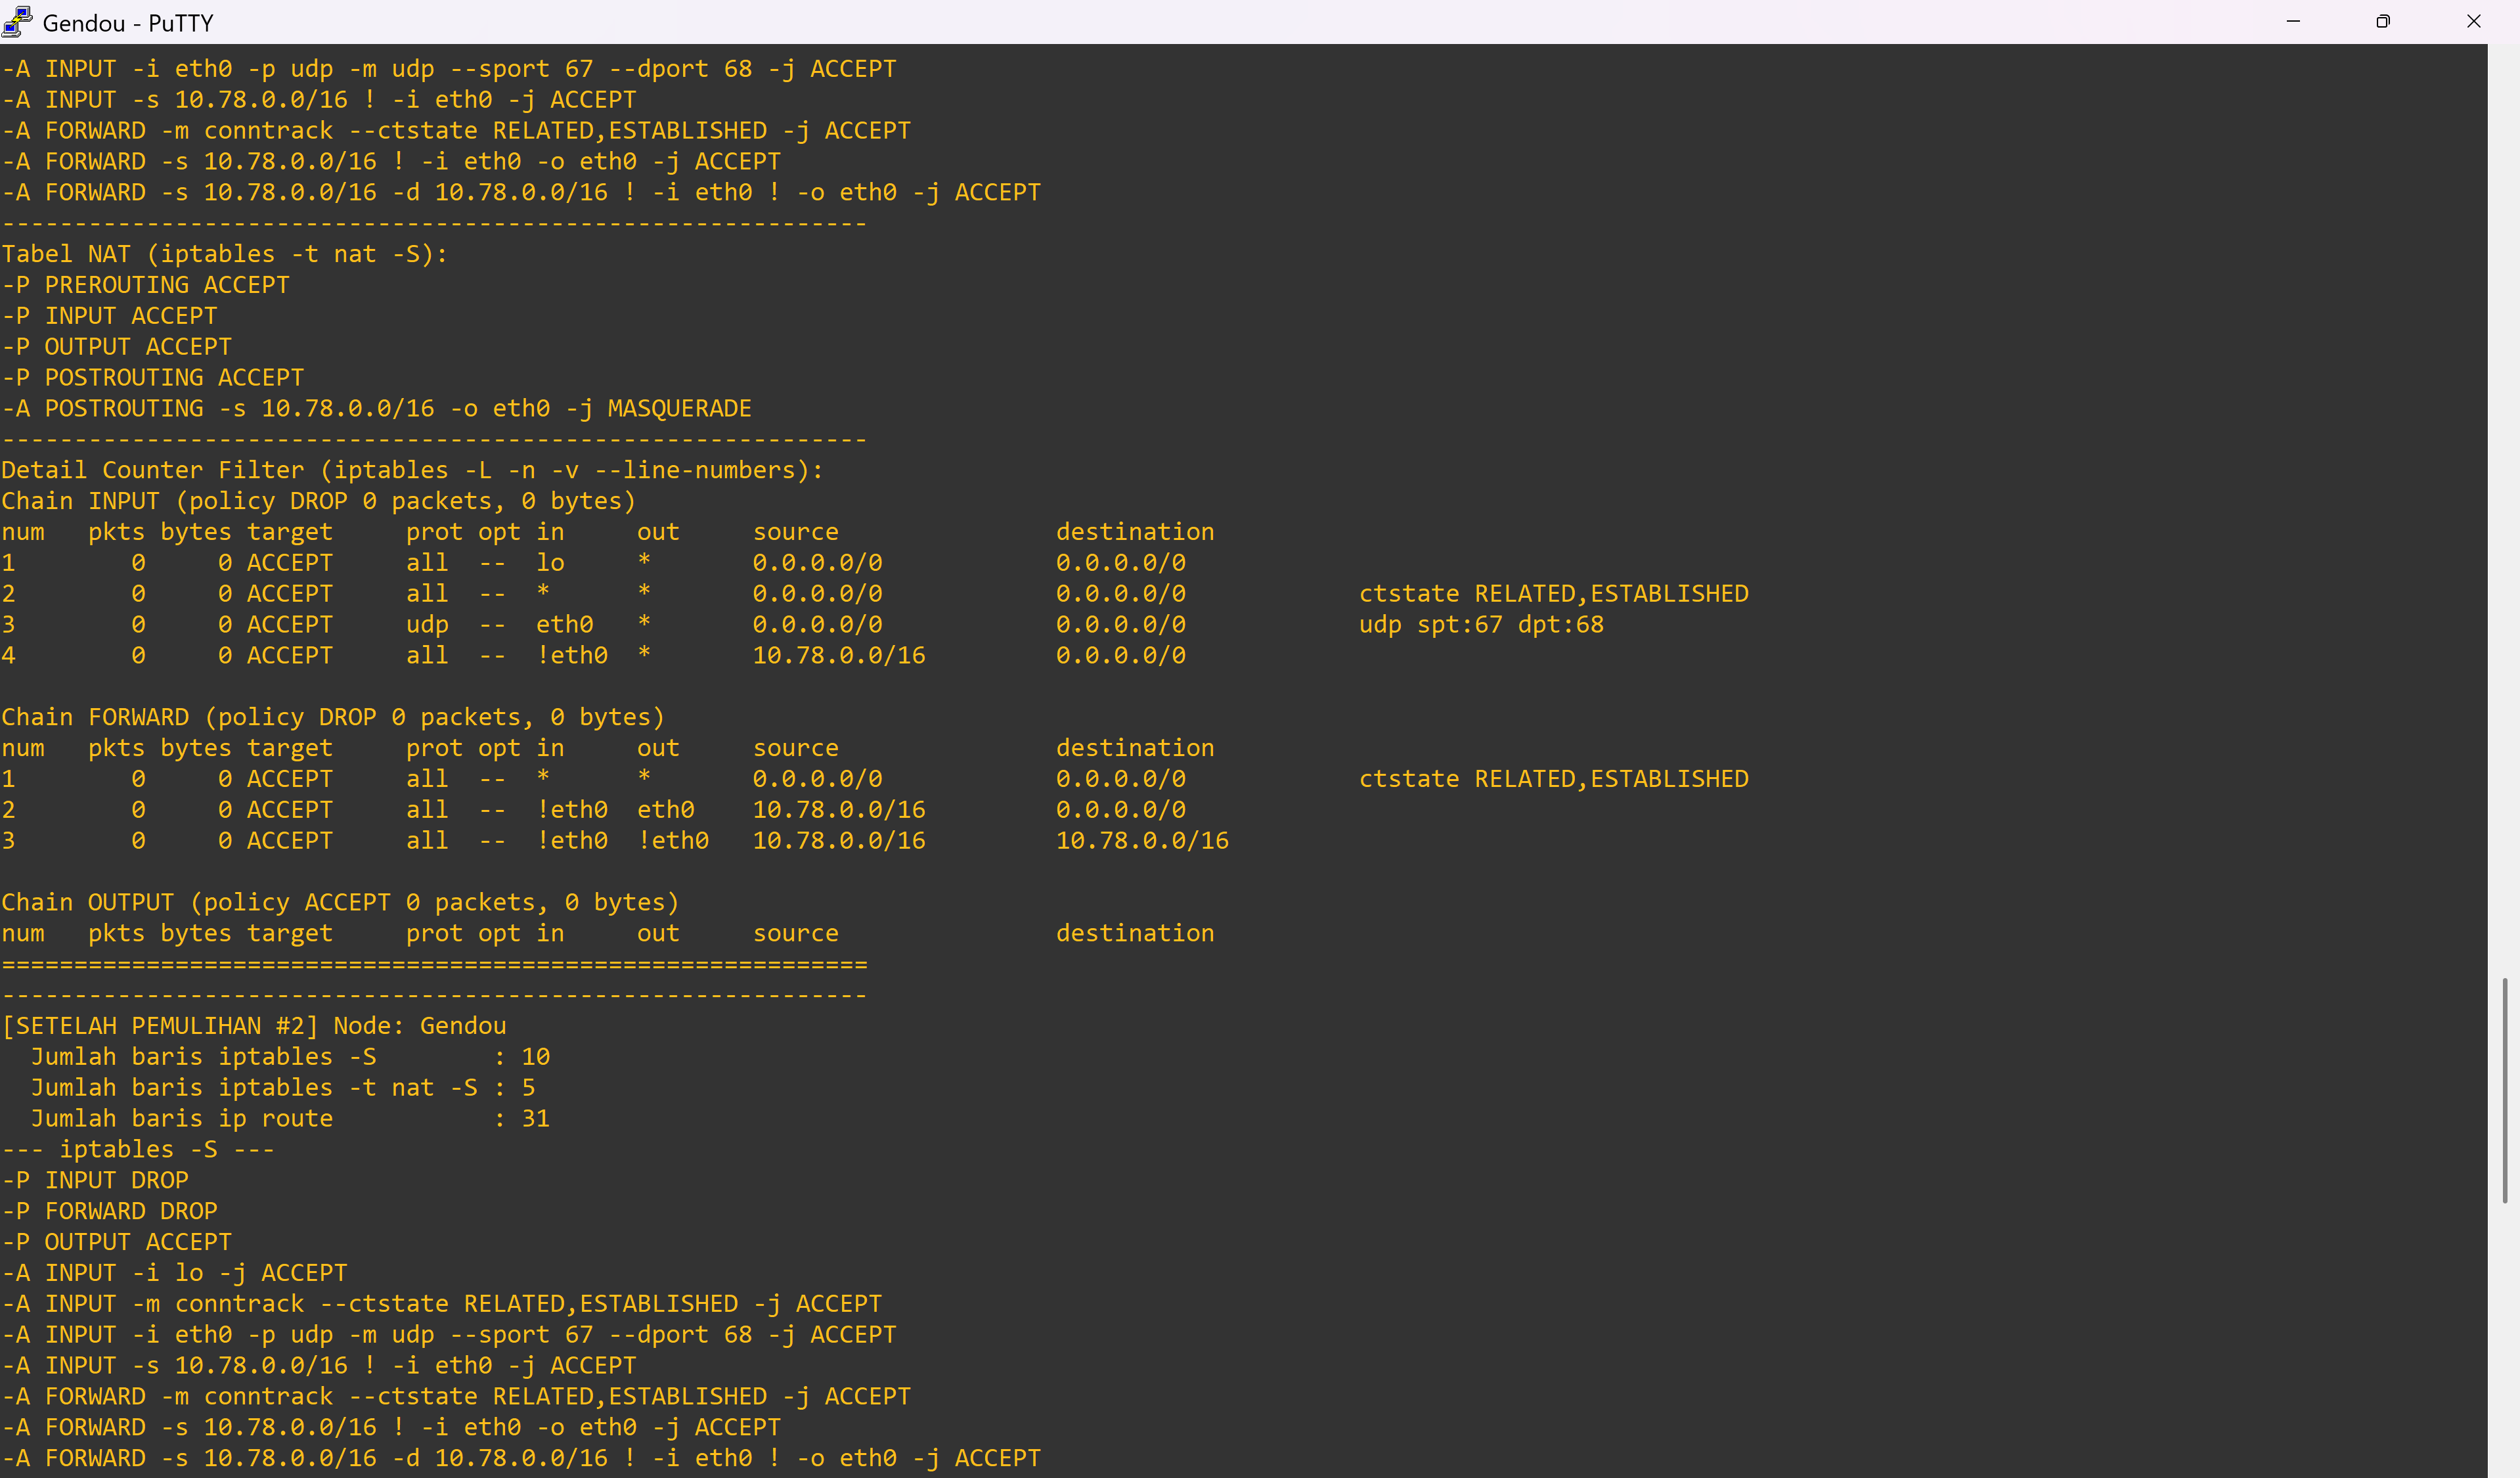 Gendou - PuTTY
-A INPUT -i eth0 -p udp -m udp --sport 67 --dport 68 -j ACCEPT
-A INPUT -s 10.78.0.0/16 ! -i eth0 -j ACCEPT
-A FORWARD -m conntrack --ctstate RELATED,ESTABLISHED -j ACCEPT
-A FORWARD -s 10.78.0.0/16 ! -i eth0 -o eth0 -j ACCEPT
-A FORWARD -s 10.78.0.0/16 -d 10.78.0.0/16 ! -i eth0 ! -o eth0 -j ACCEPT
------------------------------------------------------------
Tabel NAT (iptables -t nat -S):
-P PREROUTING ACCEPT
-P INPUT ACCEPT
-P OUTPUT ACCEPT
-P POSTROUTING ACCEPT
-A POSTROUTING -s 10.78.0.0/16 -o eth0 -j MASQUERADE
------------------------------------------------------------
Detail Counter Filter (iptables -L -n -v --line-numbers):
Chain INPUT (policy DROP 0 packets, 0 bytes)
num   pkts bytes target     prot opt in     out     source               destination
1        0     0 ACCEPT     all  --  lo     *       0.0.0.0/0            0.0.0.0/0
2        0     0 ACCEPT     all  --  *      *       0.0.0.0/0            0.0.0.0/0            ctstate RELATED,ESTABLISHED
3        0     0 ACCEPT     udp  --  eth0   *       0.0.0.0/0            0.0.0.0/0            udp spt:67 dpt:68
4        0     0 ACCEPT     all  --  !eth0  *       10.78.0.0/16         0.0.0.0/0
Chain FORWARD (policy DROP 0 packets, 0 bytes)
num   pkts bytes target     prot opt in     out     source               destination
1        0     0 ACCEPT     all  --  *      *       0.0.0.0/0            0.0.0.0/0            ctstate RELATED,ESTABLISHED
2        0     0 ACCEPT     all  --  !eth0  eth0    10.78.0.0/16         0.0.0.0/0
3        0     0 ACCEPT     all  --  !eth0  !eth0   10.78.0.0/16         10.78.0.0/16
Chain OUTPUT (policy ACCEPT 0 packets, 0 bytes)
num   pkts bytes target     prot opt in     out     source               destination
============================================================
------------------------------------------------------------
[SETELAH PEMULIHAN #2] Node: Gendou
  Jumlah baris iptables -S        : 10
  Jumlah baris iptables -t nat -S : 5
  Jumlah baris ip route           : 31
--- iptables -S ---
-P INPUT DROP
-P FORWARD DROP
-P OUTPUT ACCEPT
-A INPUT -i lo -j ACCEPT
-A INPUT -m conntrack --ctstate RELATED,ESTABLISHED -j ACCEPT
-A INPUT -i eth0 -p udp -m udp --sport 67 --dport 68 -j ACCEPT
-A INPUT -s 10.78.0.0/16 ! -i eth0 -j ACCEPT
-A FORWARD -m conntrack --ctstate RELATED,ESTABLISHED -j ACCEPT
-A FORWARD -s 10.78.0.0/16 ! -i eth0 -o eth0 -j ACCEPT
-A FORWARD -s 10.78.0.0/16 -d 10.78.0.0/16 ! -i eth0 ! -o eth0 -j ACCEPT